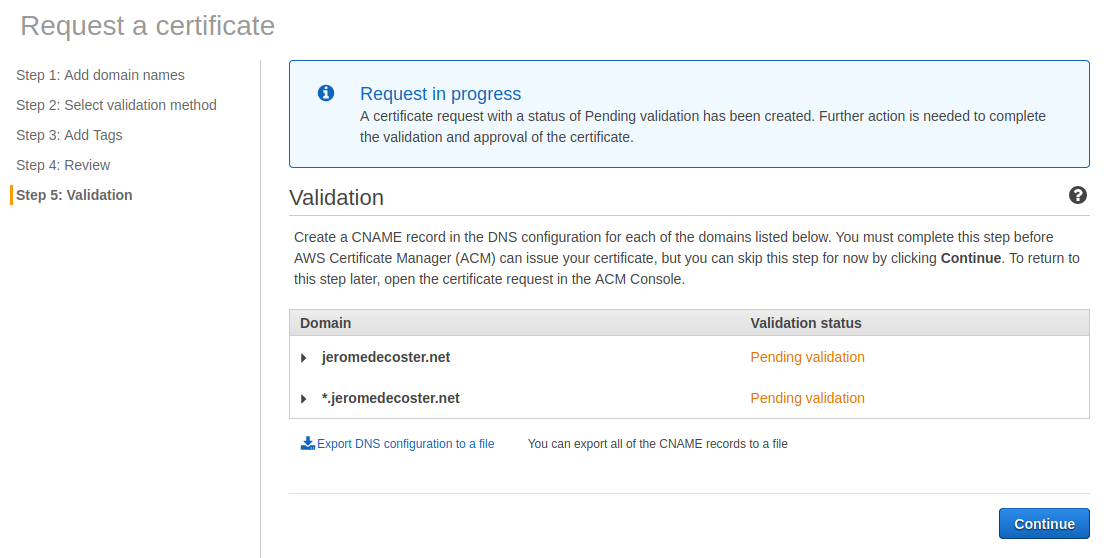 Request a certificate
Step 1: Add domain names
Step 2: Select validation method
Step 3: Add Tags
Step 4: Review
Step 5: Validation
Request in progress
A certificate request with a status of Pending validation has been created. Further action is needed to complete
the validation and approval of the certificate.
Validation
Create a CNAME record in the DNS configuration for each of the domains listed below. You must complete this step before
AWS Certificate Manager (ACM) can issue your certificate, but you can skip this step for now by clicking Continue. To return to
this step later, open the certificate request in the ACM Console.
Domain Validation status
jeromedecoster.net Pending validation
*.jeromedecoster.net Pending validation
Export DNS configuration to a file You can export all of the CNAME records to a file
Continue